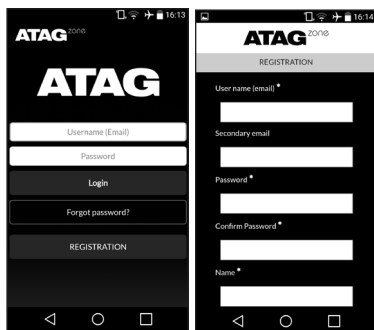 16:13
ATAG zone
ATAG
Username (Email)
Password
Login
Forgot password?
REGISTRATION
16:14
ATAG zone
REGISTRATION
User name (email) *
Secondary email
Password *
Confirm Password *
Name *